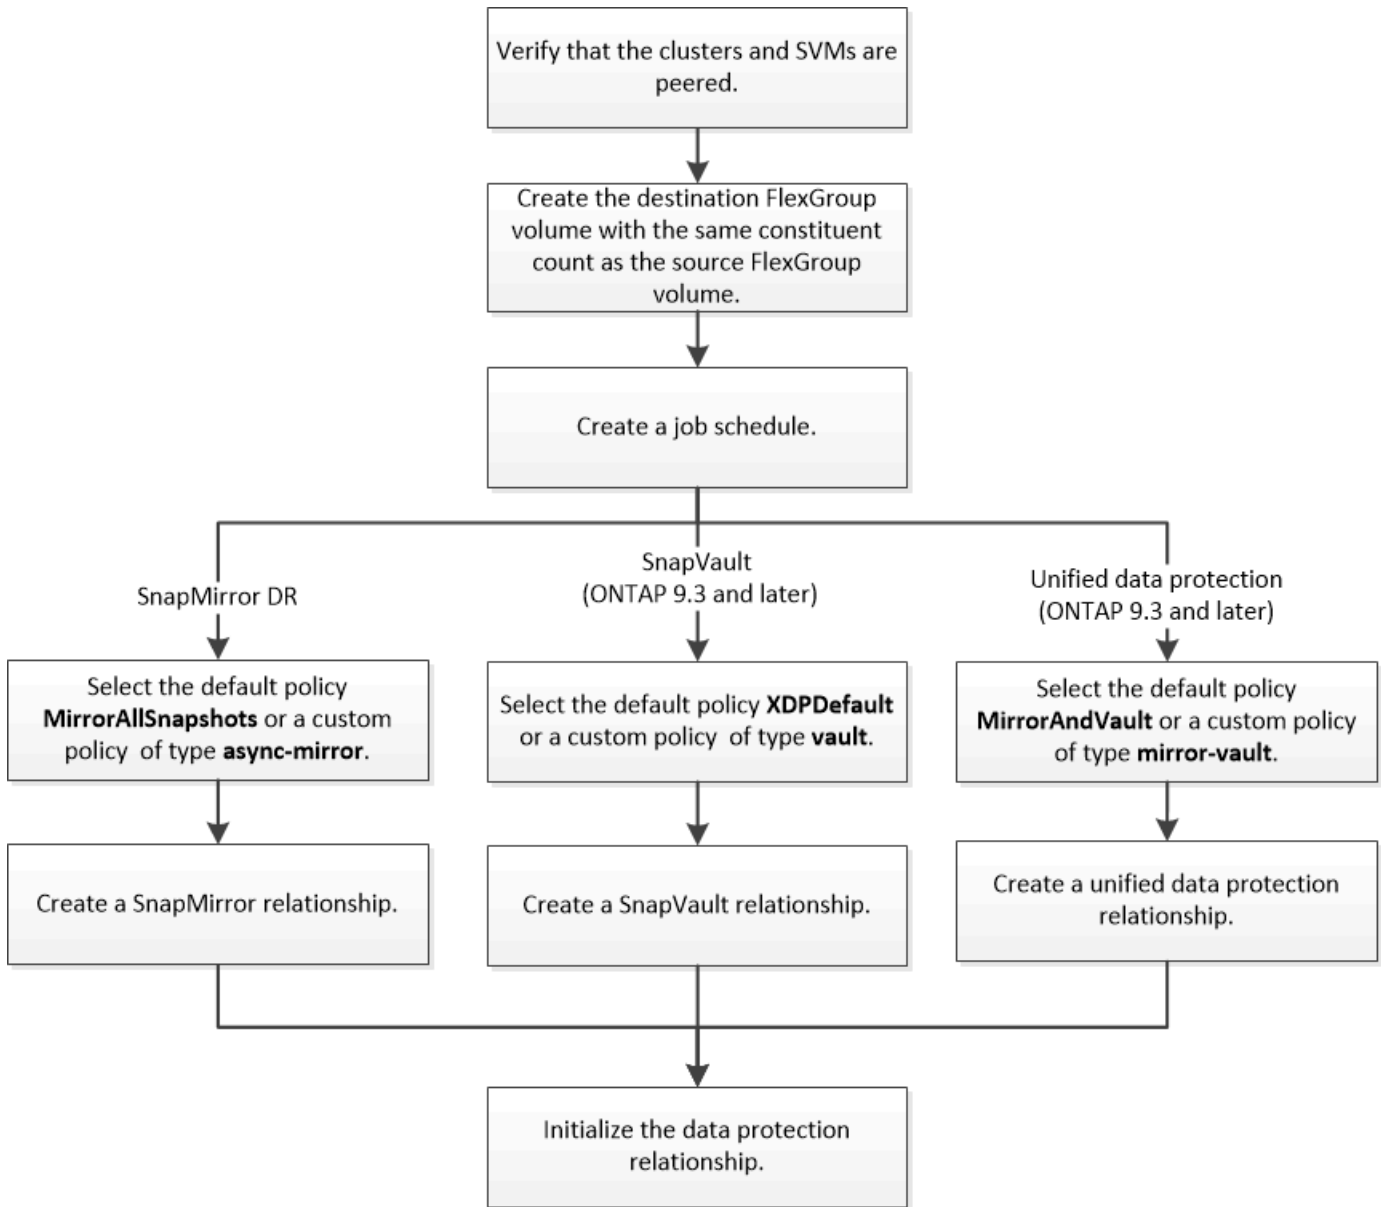 Verify that the clusters and SVMs are
peered.
Create the destination FlexGroup
volume with the same constituent
count as the source FlexGroup
volume.
Create a job schedule.
SnapMirror DR
SnapVault
(ONTAP 9.3 and later)
Unified data protection
(ONTAP 9.3 and later)
Select the default policy
MirrorAllSnapshots or a custom
policy of type async-mirror.
Select the default policy XDPDefault
or a custom policy of type vault.
Select the default policy
MirrorAndVault or a custom policy
of type mirror-vault.
Create a SnapMirror relationship.
Create a SnapVault relationship.
Create a unified data protection
relationship.
Initialize the data protection
relationship.